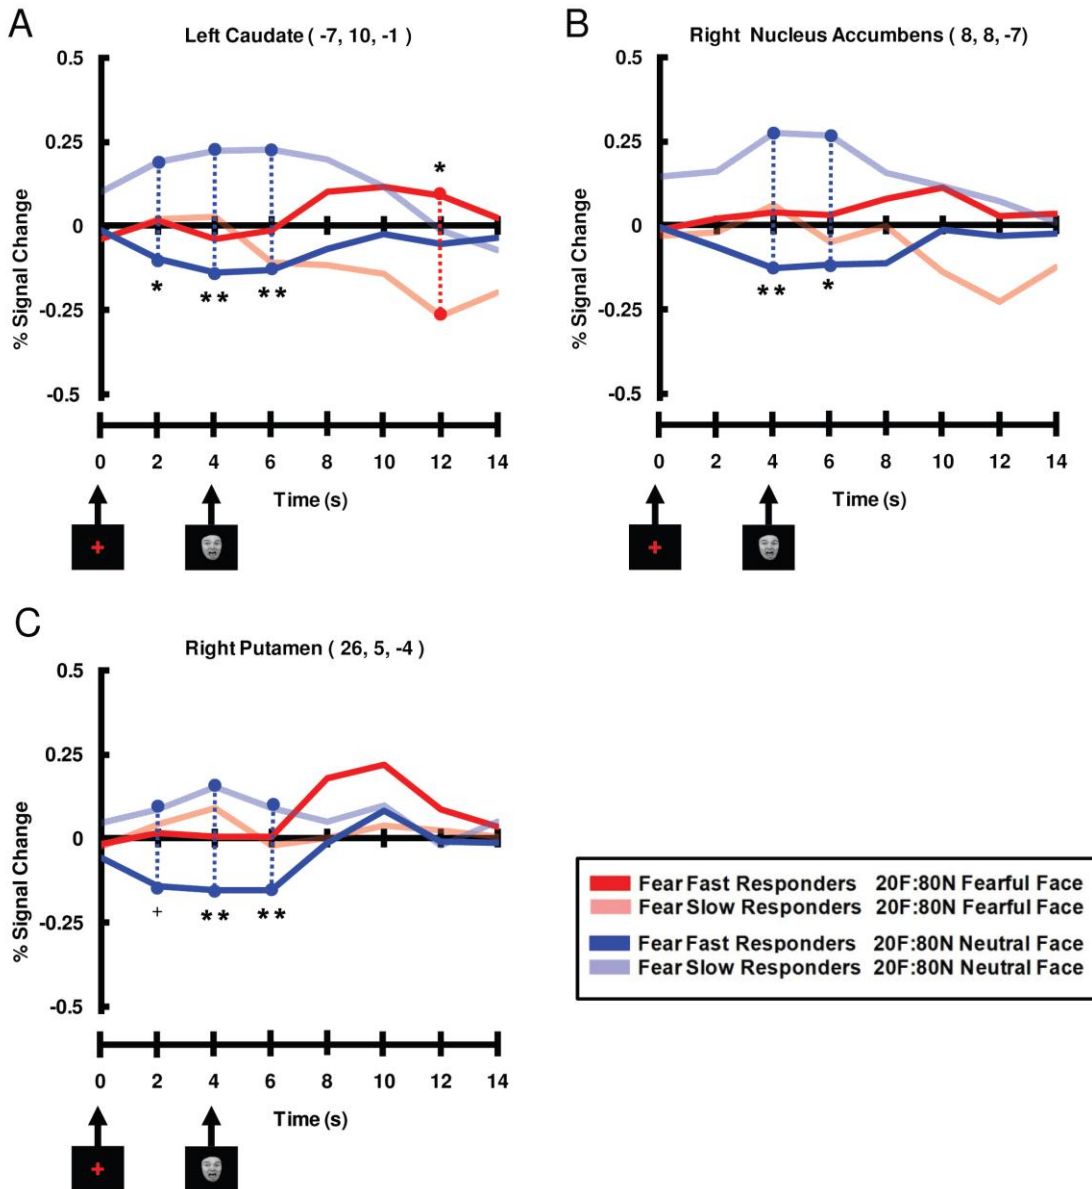 A
Left Caudate ( -7, 10, -1 )
0.5
0.25
0
-0.25
-0.5
% Signal Change
*
*
**
**
0 2 4 6 8 10 12 14
Time (s)
B
Right Nucleus Accumbens ( 8, 8, -7)
0.5
0.25
0
-0.25
-0.5
% Signal Change
**
*
0 2 4 6 8 10 12 14
Time (s)
C
Right Putamen ( 26, 5, -4 )
0.5
0.25
0
-0.25
-0.5
% Signal Change
+
**
**
0 2 4 6 8 10 12 14
Time (s)
Fear Fast Responders 20F:80N Fearful Face
Fear Slow Responders 20F:80N Fearful Face
Fear Fast Responders 20F:80N Neutral Face
Fear Slow Responders 20F:80N Neutral Face